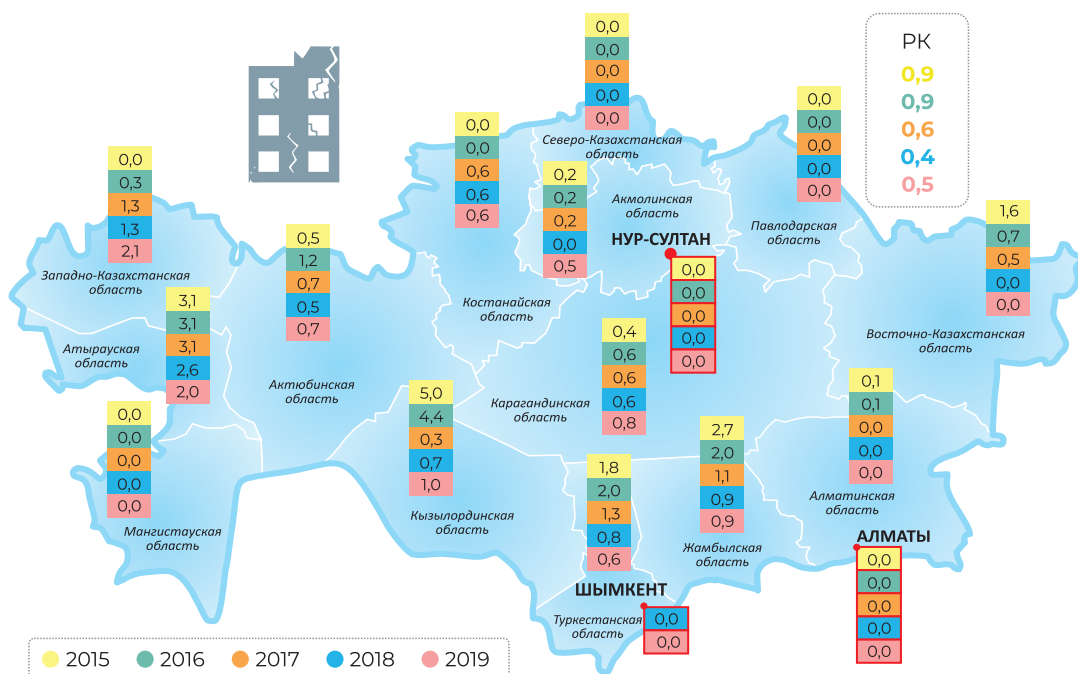 РК
0,9
0,9
0,6
0,4
0,5
0,0
0,0
0,0
0,0
0,0
Северо-Казахстанская
область
0,0
0,0
0,6
0,6
0,6
Костанайская
область
0,2
0,2
0,2
0,0
0,5
Акмолинская
область
НУР-СУЛТАН
0,0
0,0
0,0
0,0
0,0
0,0
0,0
0,0
0,0
0,0
Павлодарская
область
0,0
0,3
1,3
1,3
2,1
Западно-Казахстанская
область
3,1
3,1
3,1
2,6
2,0
Атырауская
область
0,5
1,2
0,7
0,5
0,7
Актюбинская
область
1,6
0,7
0,5
0,0
0,0
Восточно-Казахстанская
область
0,4
0,6
0,6
0,6
0,8
Карагандинская
область
0,0
0,0
0,0
0,0
0,0
Мангистауская
область
5,0
4,4
0,3
0,7
1,0
Кызылординская
область
1,8
2,0
1,3
0,8
0,6
ШЫМКЕНТ
Туркестанская
область
0,0
0,0
2,7
2,0
1,1
0,9
0,9
Жамбылская
область
0,1
0,1
0,0
0,0
0,0
Алматинская
область
АЛМАТЫ
0,0
0,0
0,0
0,0
0,0
2015 2016 2017 2018 2019